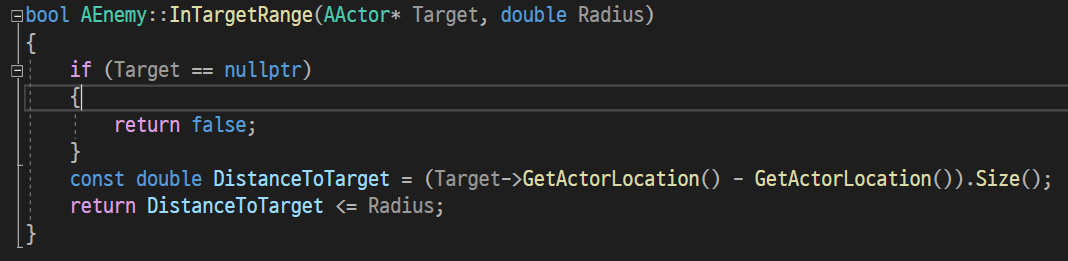 bool AEnemy::InTargetRange(AActor* Target, double Radius)
{
    if (Target == nullptr)
    {
        return false;
    }
    const double DistanceToTarget = (Target->GetActorLocation() - GetActorLocation()).Size();
    return DistanceToTarget <= Radius;
}